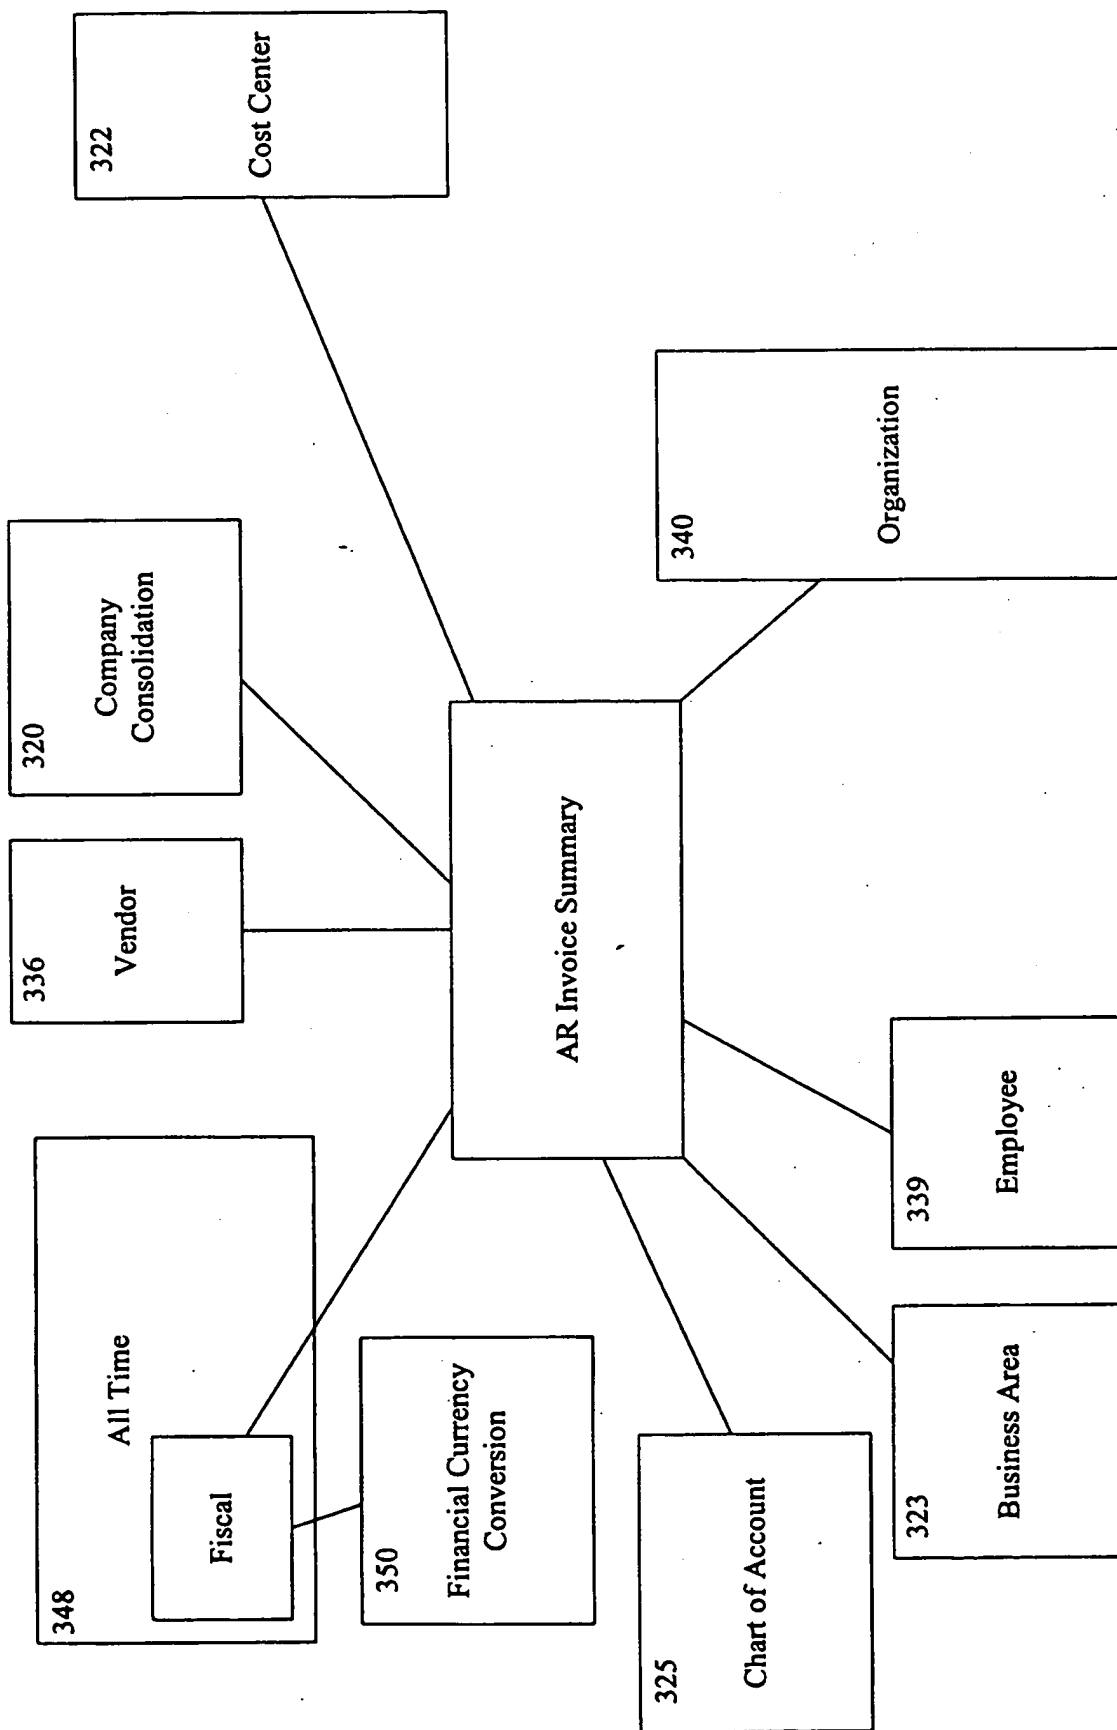 348
All Time
Fiscal
336
Vendor
320
Company
Consolidation
322
Cost Center
350
Financial Currency
Conversion
AR Invoice Summary
325
Chart of Account
323
Business Area
339
Employee
340
Organization